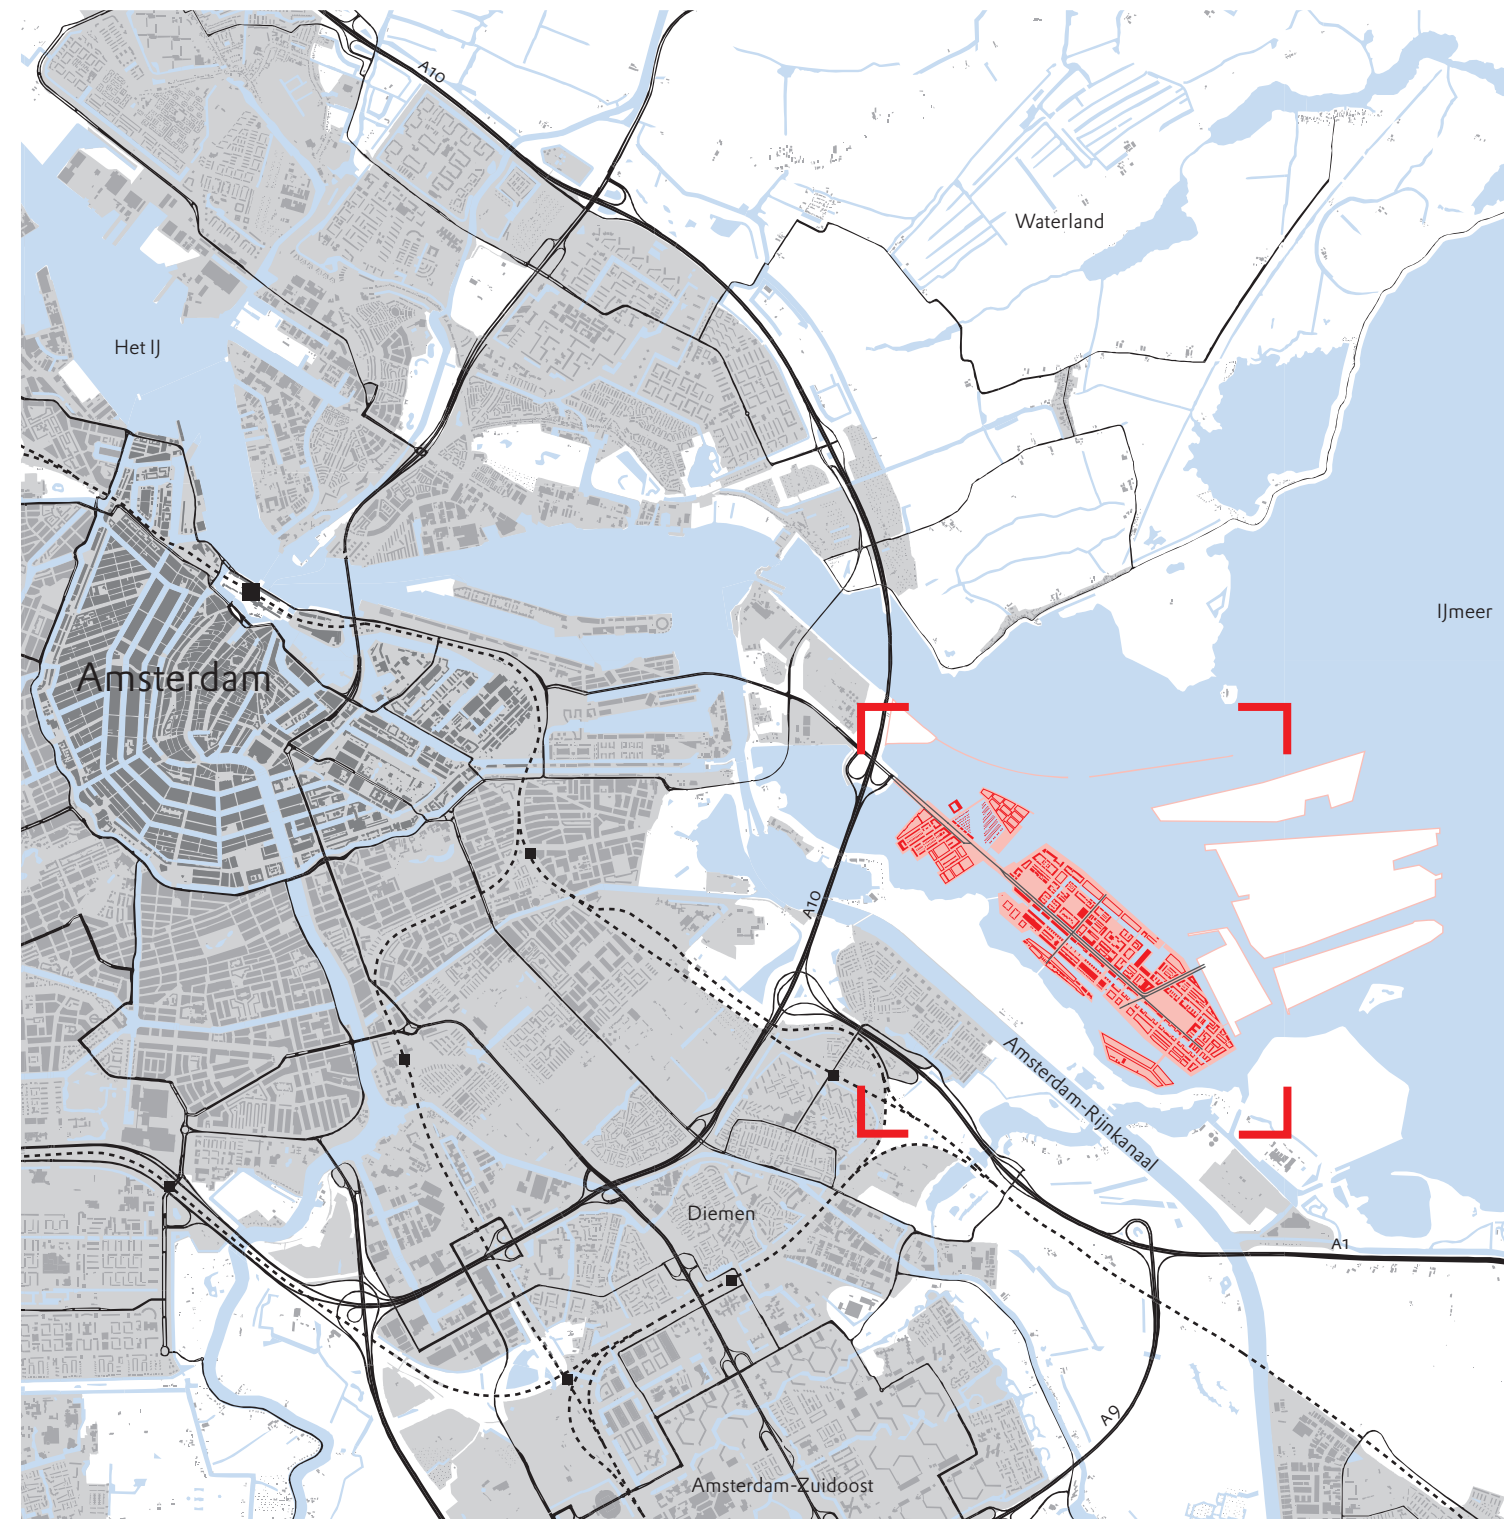 A10
Waterland
Het IJ
IJmeer
Amsterdam
A10
Amsterdam-Rijnkanaal
Diemen
A1
A9
Amsterdam-Zuidoost